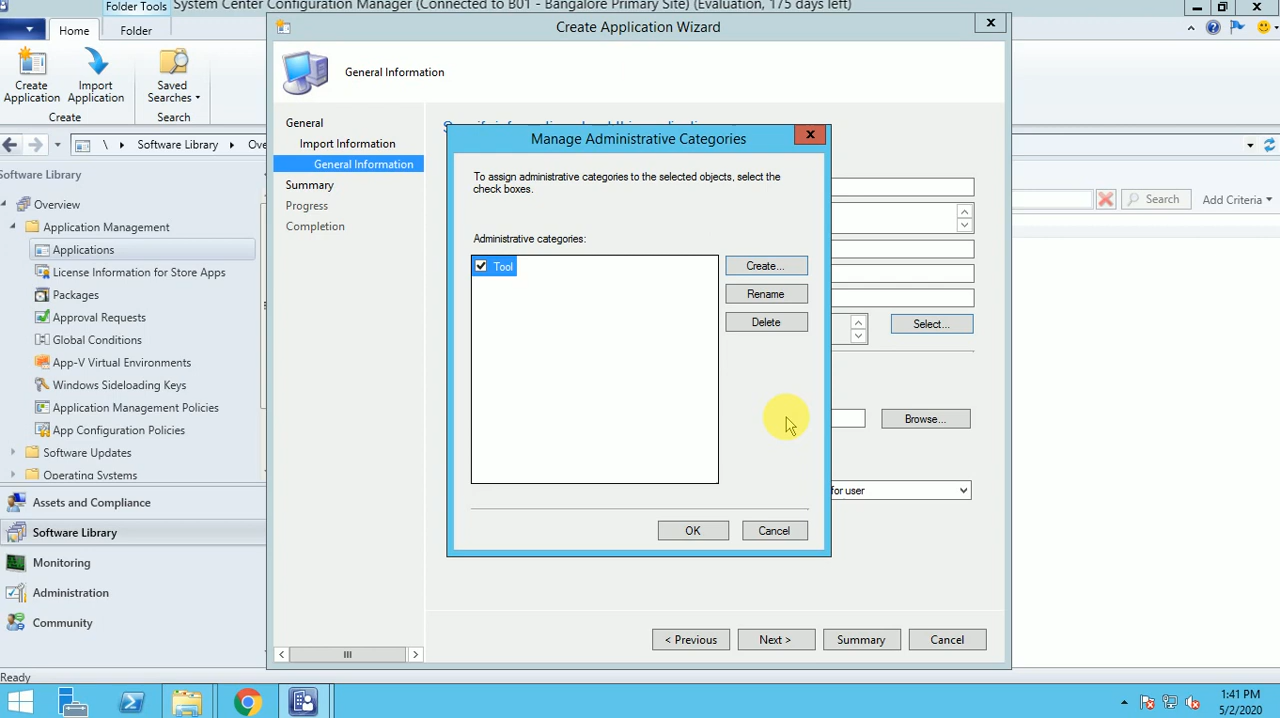 Folder Tools
System Center Configuration Manager (Connected to B01 - Bangalore Primary Site) (Evaluation, 175 days left)
Home
Folder
Create Application
Import Application
Saved Searches
Create
Search
\
Software Library
Ove
Search
Add Criteria
Software Library
Overview
Application Management
Applications
License Information for Store Apps
Packages
Approval Requests
Global Conditions
App-V Virtual Environments
Windows Sideloading Keys
Application Management Policies
App Configuration Policies
Software Updates
Operating Systems
Assets and Compliance
Software Library
Monitoring
Administration
Community
Ready
Create Application Wizard
General Information
General
Import Information
General Information
Summary
Progress
Completion
Manage Administrative Categories
To assign administrative categories to the selected objects, select the
check boxes.
Administrative categories:
Tool
Create...
Rename
Delete
OK
Cancel
Select...
Browse...
for user
< Previous
Next >
Summary
Cancel
1:41 PM
5/2/2020